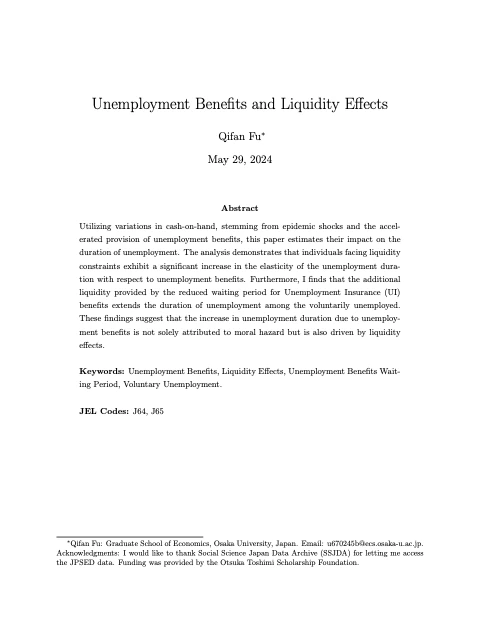 Unemployment Benefits and Liquidity Effects
Qifan Fu*
May 29, 2024
Abstract
Utilizing variations in cash-on-hand, stemming from epidemic shocks and the accel-
erated provision of unemployment benefits, this paper estimates their impact on the
duration of unemployment. The analysis demonstrates that individuals facing liquidity
constraints exhibit a significant increase in the elasticity of the unemployment dura-
tion with respect to unemployment benefits. Furthermore, I finds that the additional
liquidity provided by the reduced waiting period for Unemployment Insurance (UI)
benefits extends the duration of unemployment among the voluntarily unemployed.
These findings suggest that the increase in unemployment duration due to unemploy-
ment benefits is not solely attributed to moral hazard but is also driven by liquidity
effects.
Keywords: Unemployment Benefits, Liquidity Effects, Unemployment Benefits Wait-
ing Period, Voluntary Unemployment.
JEL Codes: J64, J65
*Qifan Fu: Graduate School of Economics, Osaka University, Japan. Email: u670245b@ecs.osaka-u.ac.jp.
Acknowledgments: I would like to thank Social Science Japan Data Archive (SSJDA) for letting me access
the JPSED data. Funding was provided by the Otsuka Toshimi Scholarship Foundation.